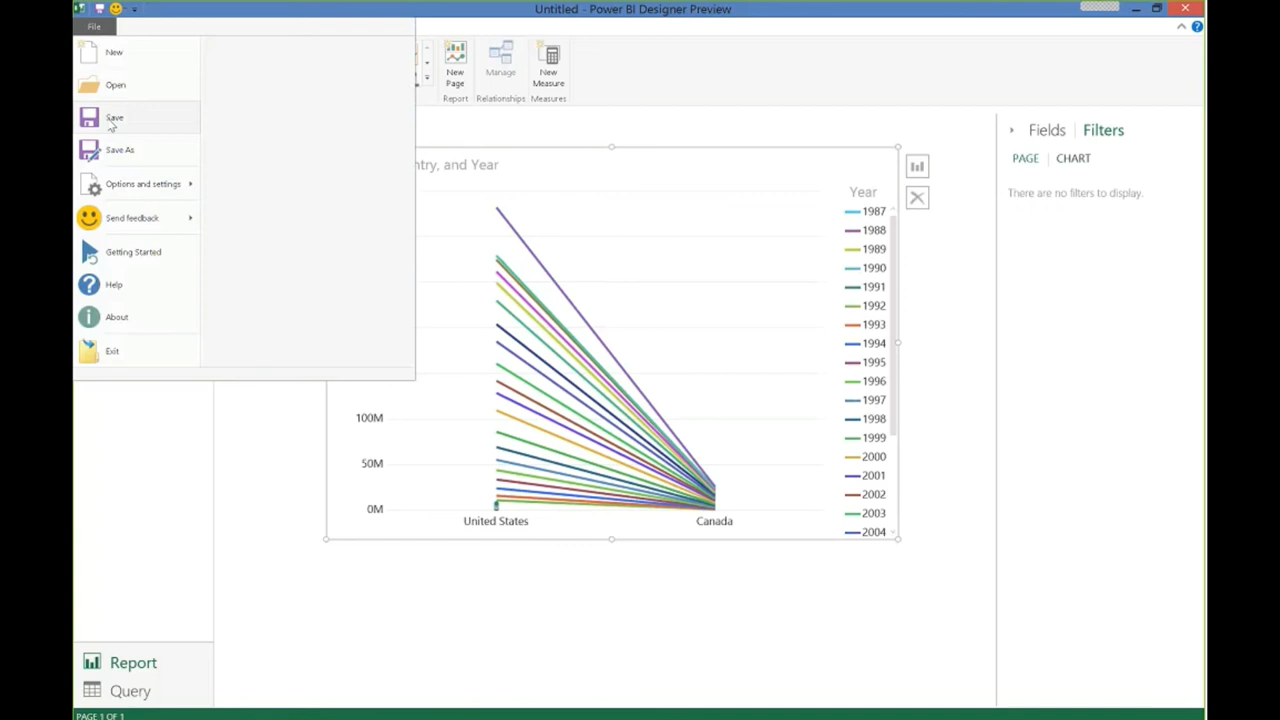 Untitled - Power BI Designer Preview
File
New
Open
Save
Save As
Options and settings
Send feedback
Getting Started
Help
About
Exit
New Page
Manage
New Measure
Report
Relationships
Measures
ntry, and Year
100M
50M
0M
United States
Canada
Year
1987
1988
1989
1990
1991
1992
1993
1994
1995
1996
1997
1998
1999
2000
2001
2002
2003
2004
Fields
Filters
PAGE
CHART
There are no filters to display.
Report
Query
PAGE 1 OF 1